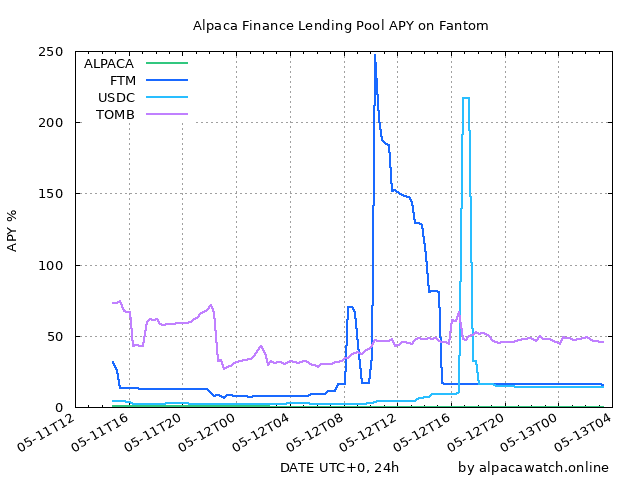 Alpaca Finance Lending Pool APY on Fantom
250
200
150
100
50
0
APY %
ALPACA
FTM
USDC
TOMB
05-11T12
05-11T16
05-11T20
05-12T00
05-12T04
05-12T08
05-12T12
05-12T16
05-12T20
05-13T00
05-13T04
DATE UTC+0, 24h
by alpacawatch.online